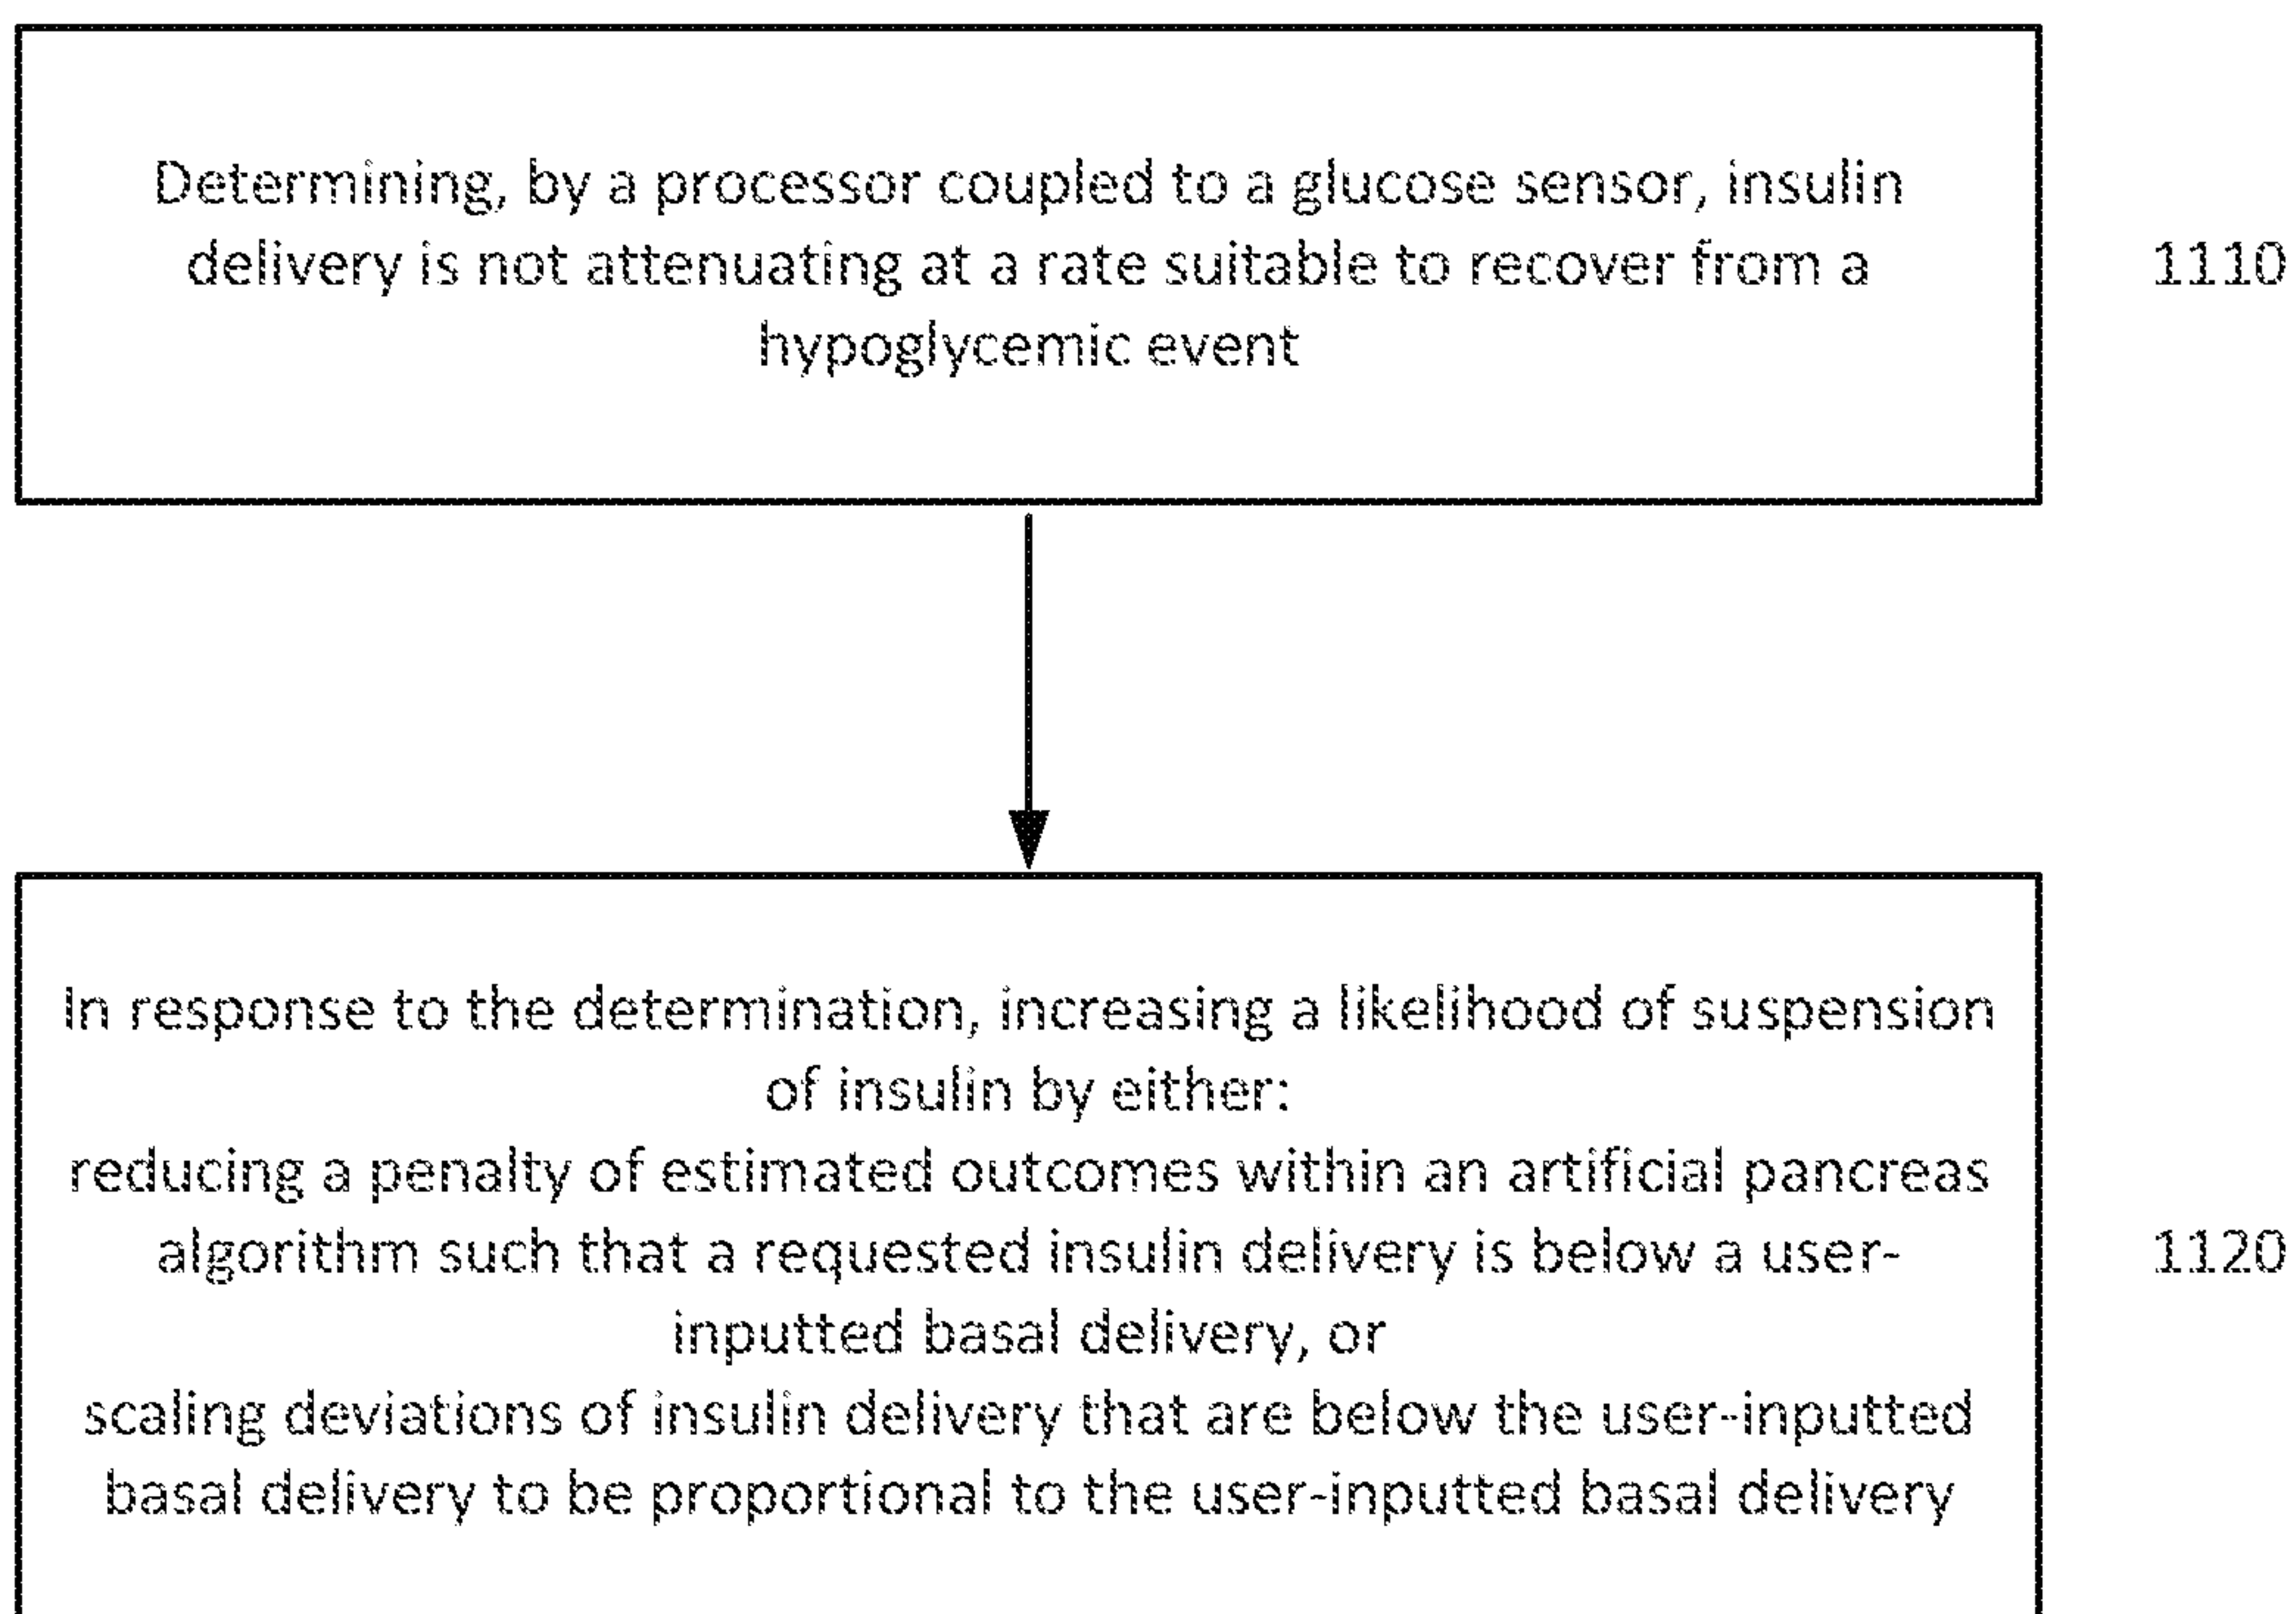 Determining, by a processor coupled to a glucose sensor, insulin
delivery is not attenuating at a rate suitable to recover from a
hypoglycemic event
1110
In response to the determination, increasing a likelihood of suspension
of insulin by either:
reducing a penalty of estimated outcomes within an artificial pancreas
algorithm such that a requested insulin delivery is below a user-
inputted basal delivery, or
scaling deviations of insulin delivery that are below the user-inputted
basal delivery to be proportional to the user-inputted basal delivery
1120